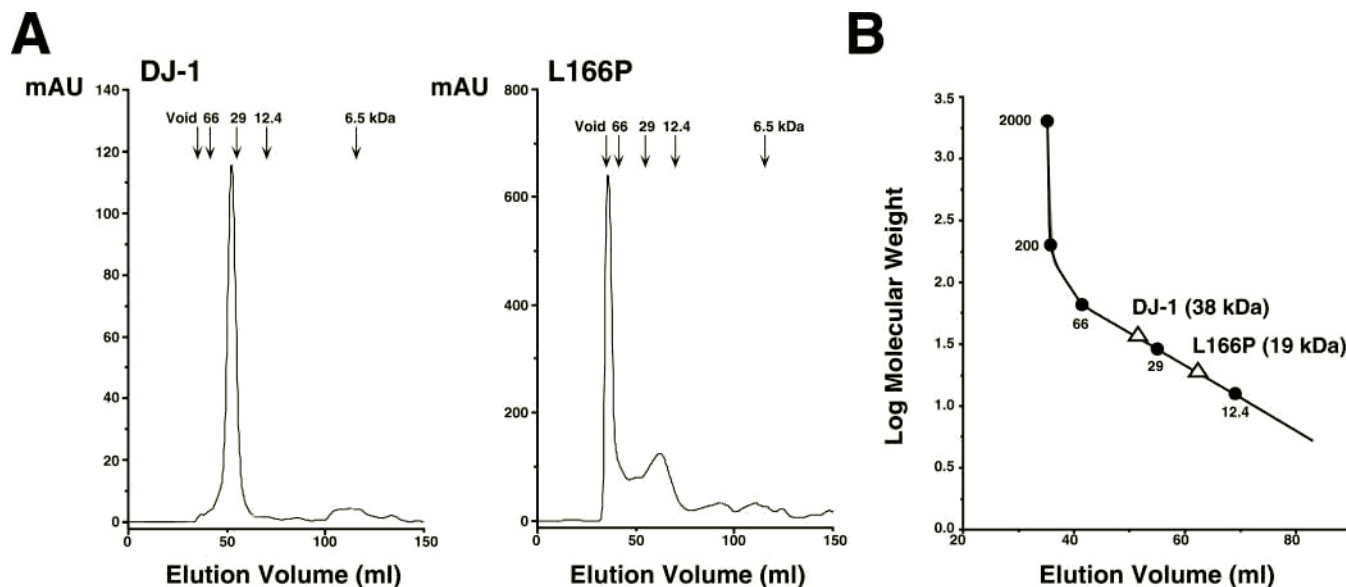 A
B
mAU
DJ-1
mAU
L166P
140
120
100
80
60
40
20
0
Void 66 29 12.4 6.5 kDa
0 50 100 150
Elution Volume (ml)
800
600
400
200
0
Void 66 29 12.4 6.5 kDa
0 50 100 150
Elution Volume (ml)
Log Molecular Weight
3.5
3.0
2.5
2.0
1.5
1.0
0.5
0.0
2000
200
66
DJ-1 (38 kDa)
29
L166P (19 kDa)
12.4
20 40 60 80
Elution Volume (ml)